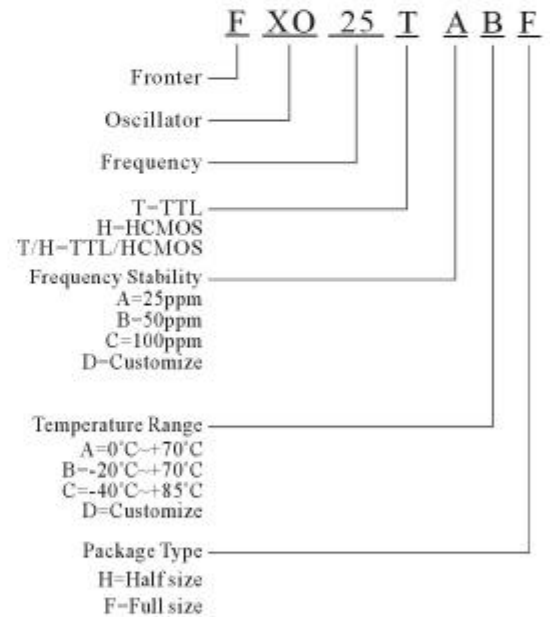 F XO 25 T A B F
Fronter
Oscillator
Frequency
T=TTL
H=HCMOS
T/H=TTL/HCMOS
Frequency Stability
A=25ppm
B=50ppm
C=100ppm
D=Customize
Temperature Range
A=0°C~+70°C
B=-20°C~+70°C
C=-40°C~+85°C
D=Customize
Package Type
H=Half size
F=Full size